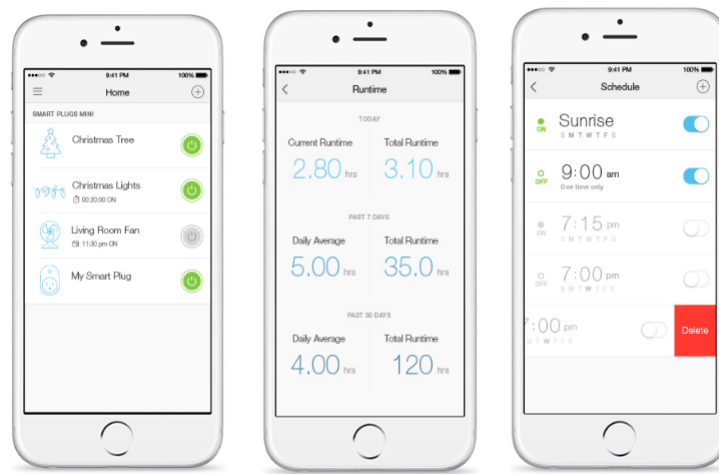 9:41 PM
100%
Home
SMART PLUGS MINI
Christmas Tree
Christmas Lights
00:20:00 ON
Living Room Fan
11:30 pm ON
My Smart Plug
9:41 PM
100%
Runtime
TODAY
Current Runtime
Total Runtime
2.80 hrs
3.10 hrs
PAST 7 DAYS
Daily Average
Total Runtime
5.00 hrs
35.0 hrs
PAST 30 DAYS
Daily Average
Total Runtime
4.00 hrs
120 hrs
9:41 PM
100%
Schedule
Sunrise
ON
S M T W T F S
9:00 am
OFF
One time only
7:15 pm
ON
S M T W T F S
7:00 pm
OFF
S M T W T F S
:00 pm
Delete
M T W T F S